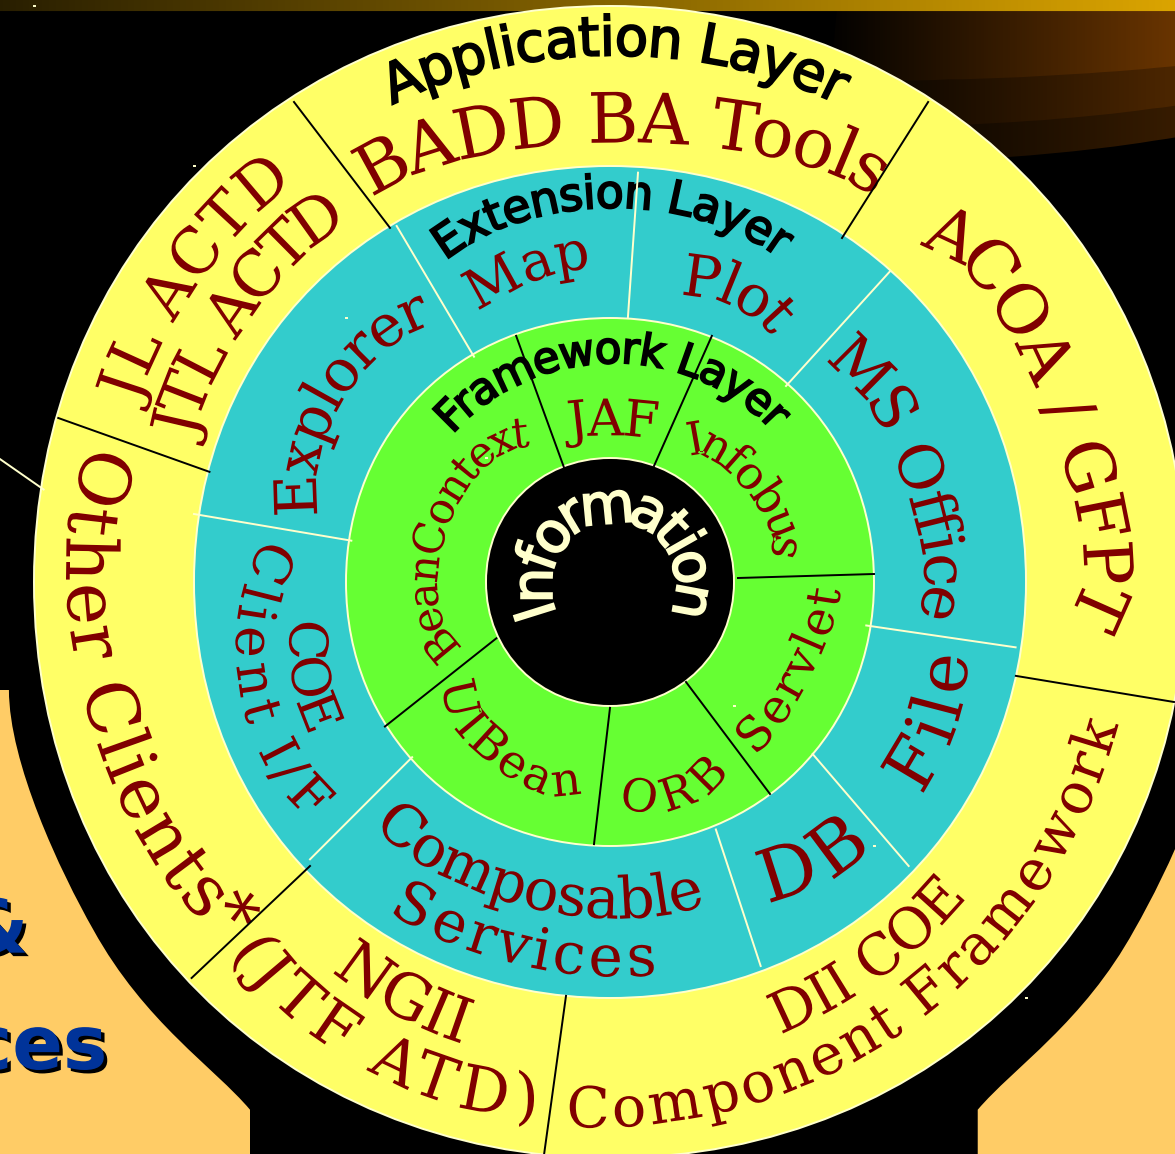 Application Layer
BADD BA Tools
ACOA / GFPT
DII COE
Component Framework
NGII
(JTF ATD)
Other Clients*
JL ACTD
JTL ACTD
Extension Layer
Map
Plot
MS Office
File
DB
Composable
Services
COE
Client I/F
Explorer
Framework Layer
JAF
Infobus
Servlet
ORB
UIBean
BeanContext
Information
&
ces